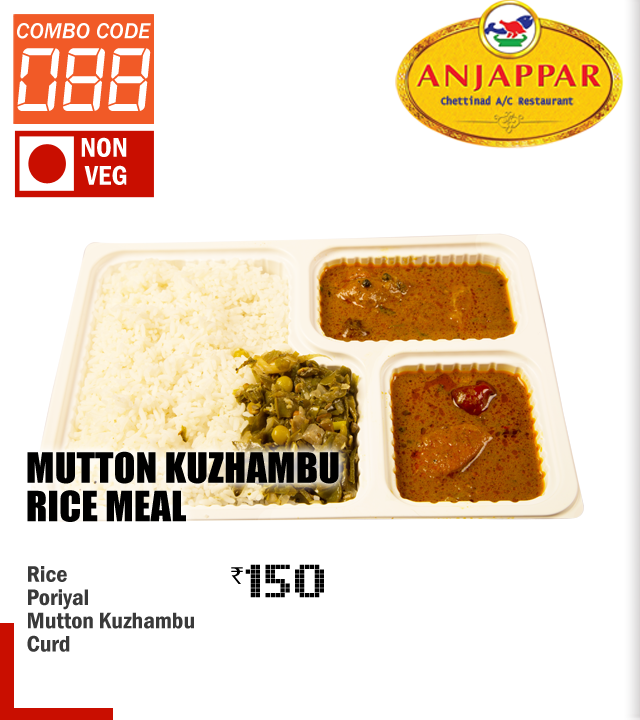 COMBO CODE
088
NON
VEG
ANJAPPAR
Chettinad A/C Restaurant
MUTTON KUZHAMBU
RICE MEAL
Rice
Poriyal
Mutton Kuzhambu
Curd
₹150